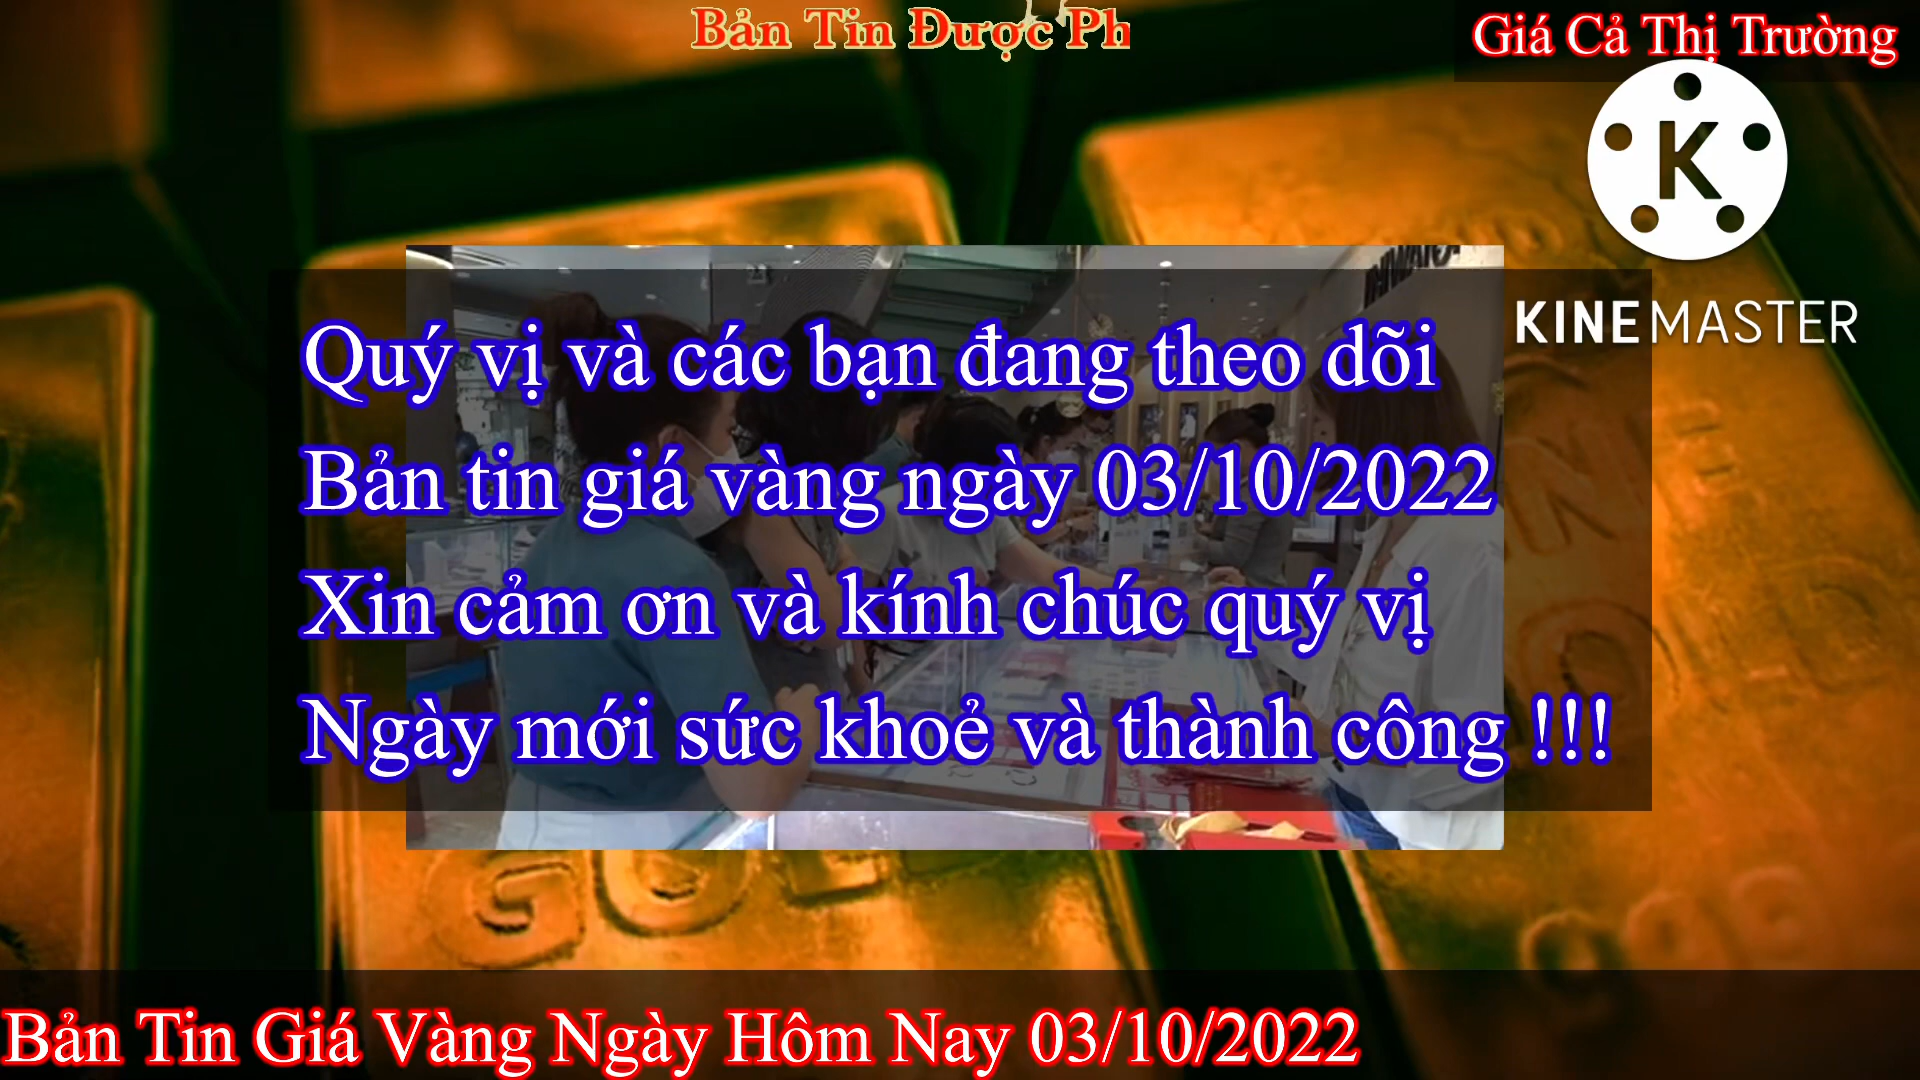 Bản Tin Được Ph
Giá Cả Thị Trường
K
KINEMASTER
Quý vị và các bạn đang theo dõi
Bản tin giá vàng ngày 03/10/2022
Xin cảm ơn và kính chúc quý vị
Ngày mới sức khoẻ và thành công !!!
GOLD
Bản Tin Giá Vàng Ngày Hôm Nay 03/10/2022